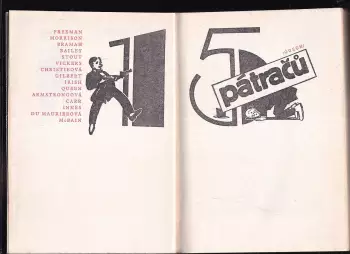 FREEMAN
MORRISON
BRAMAH
BAILEY
STOUT
VICKERS
CHRISTIEOVÁ
GILBERT
IRISH
QUEEN
ARMSTRONGOVÁ
CARR
INNES
DU MAURIEROVÁ
McBAIN
15
pátračů